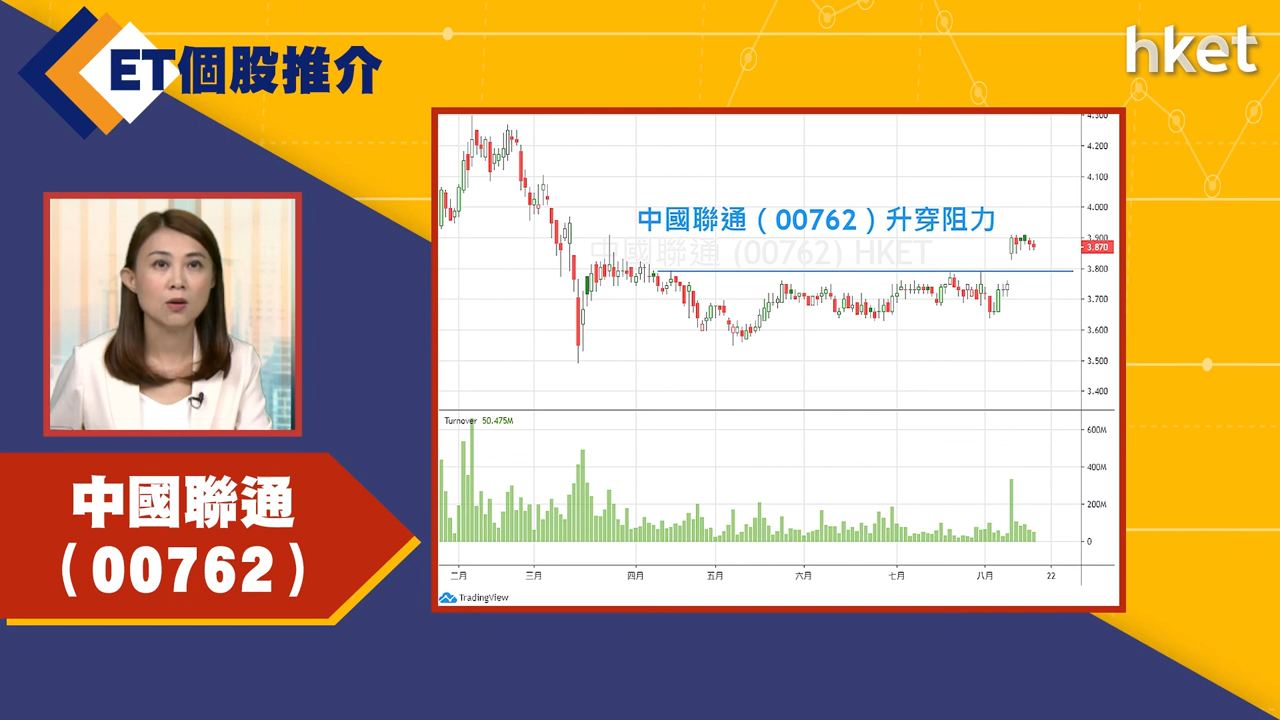 ET個股推介
hket
中國聯通
(00762)
中國聯通 (00762) 升穿阻力
中國聯通 (00762) HKET
4.300
4.200
4.100
4.000
3.900
3.870
3.800
3.700
3.600
3.500
3.400
Turnover 50.475M
600M
400M
200M
0
二月 三月 四月 五月 六月 七月 八月 22
TradingView